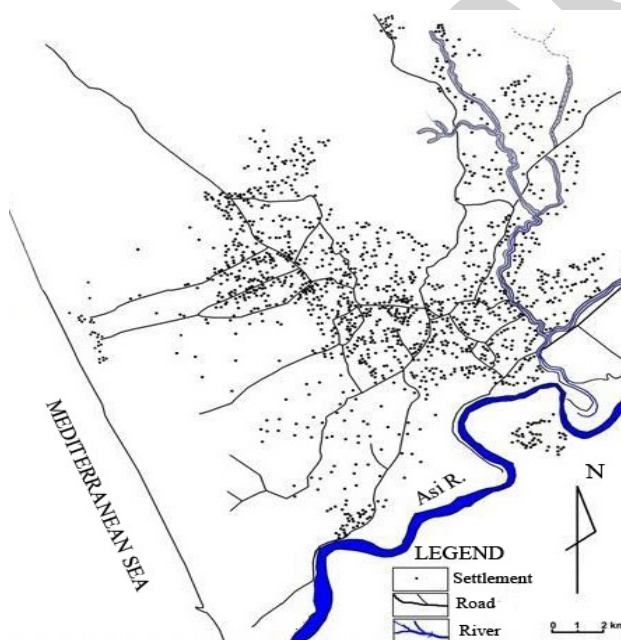 MEDITERRANEAN SEA
Asi R.
N
LEGEND
Settlement
Road
River
0 1 2 km